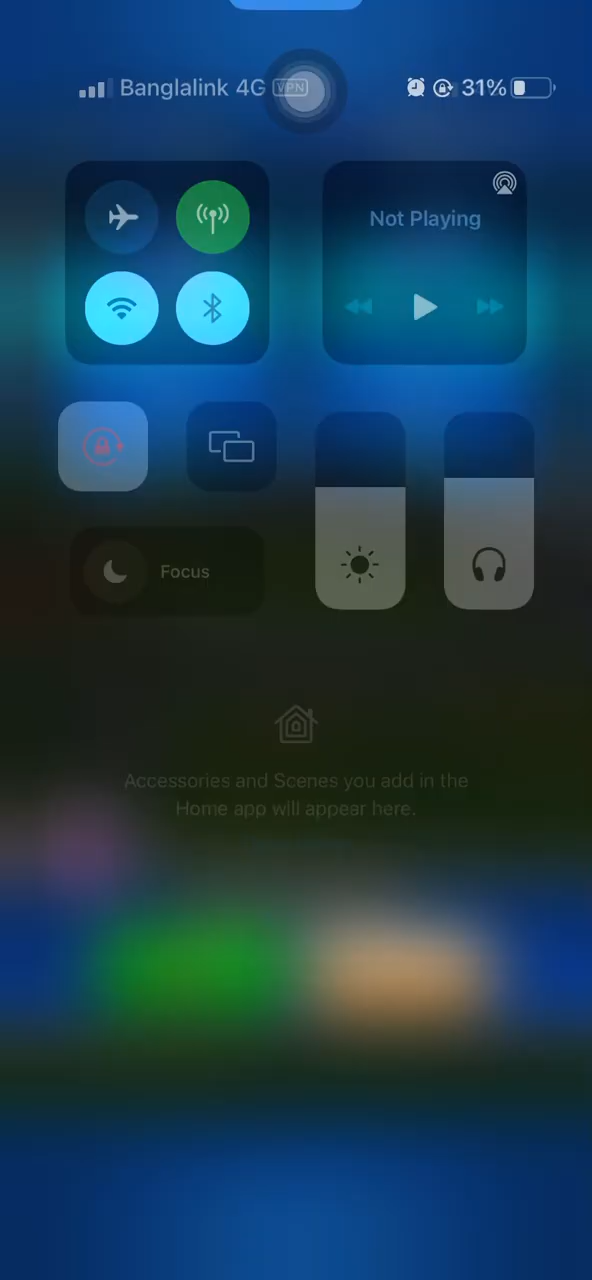 Banglalink 4G VPN 31%
Not Playing
Focus
Accessories and Scenes you add in the
Home app will appear here.